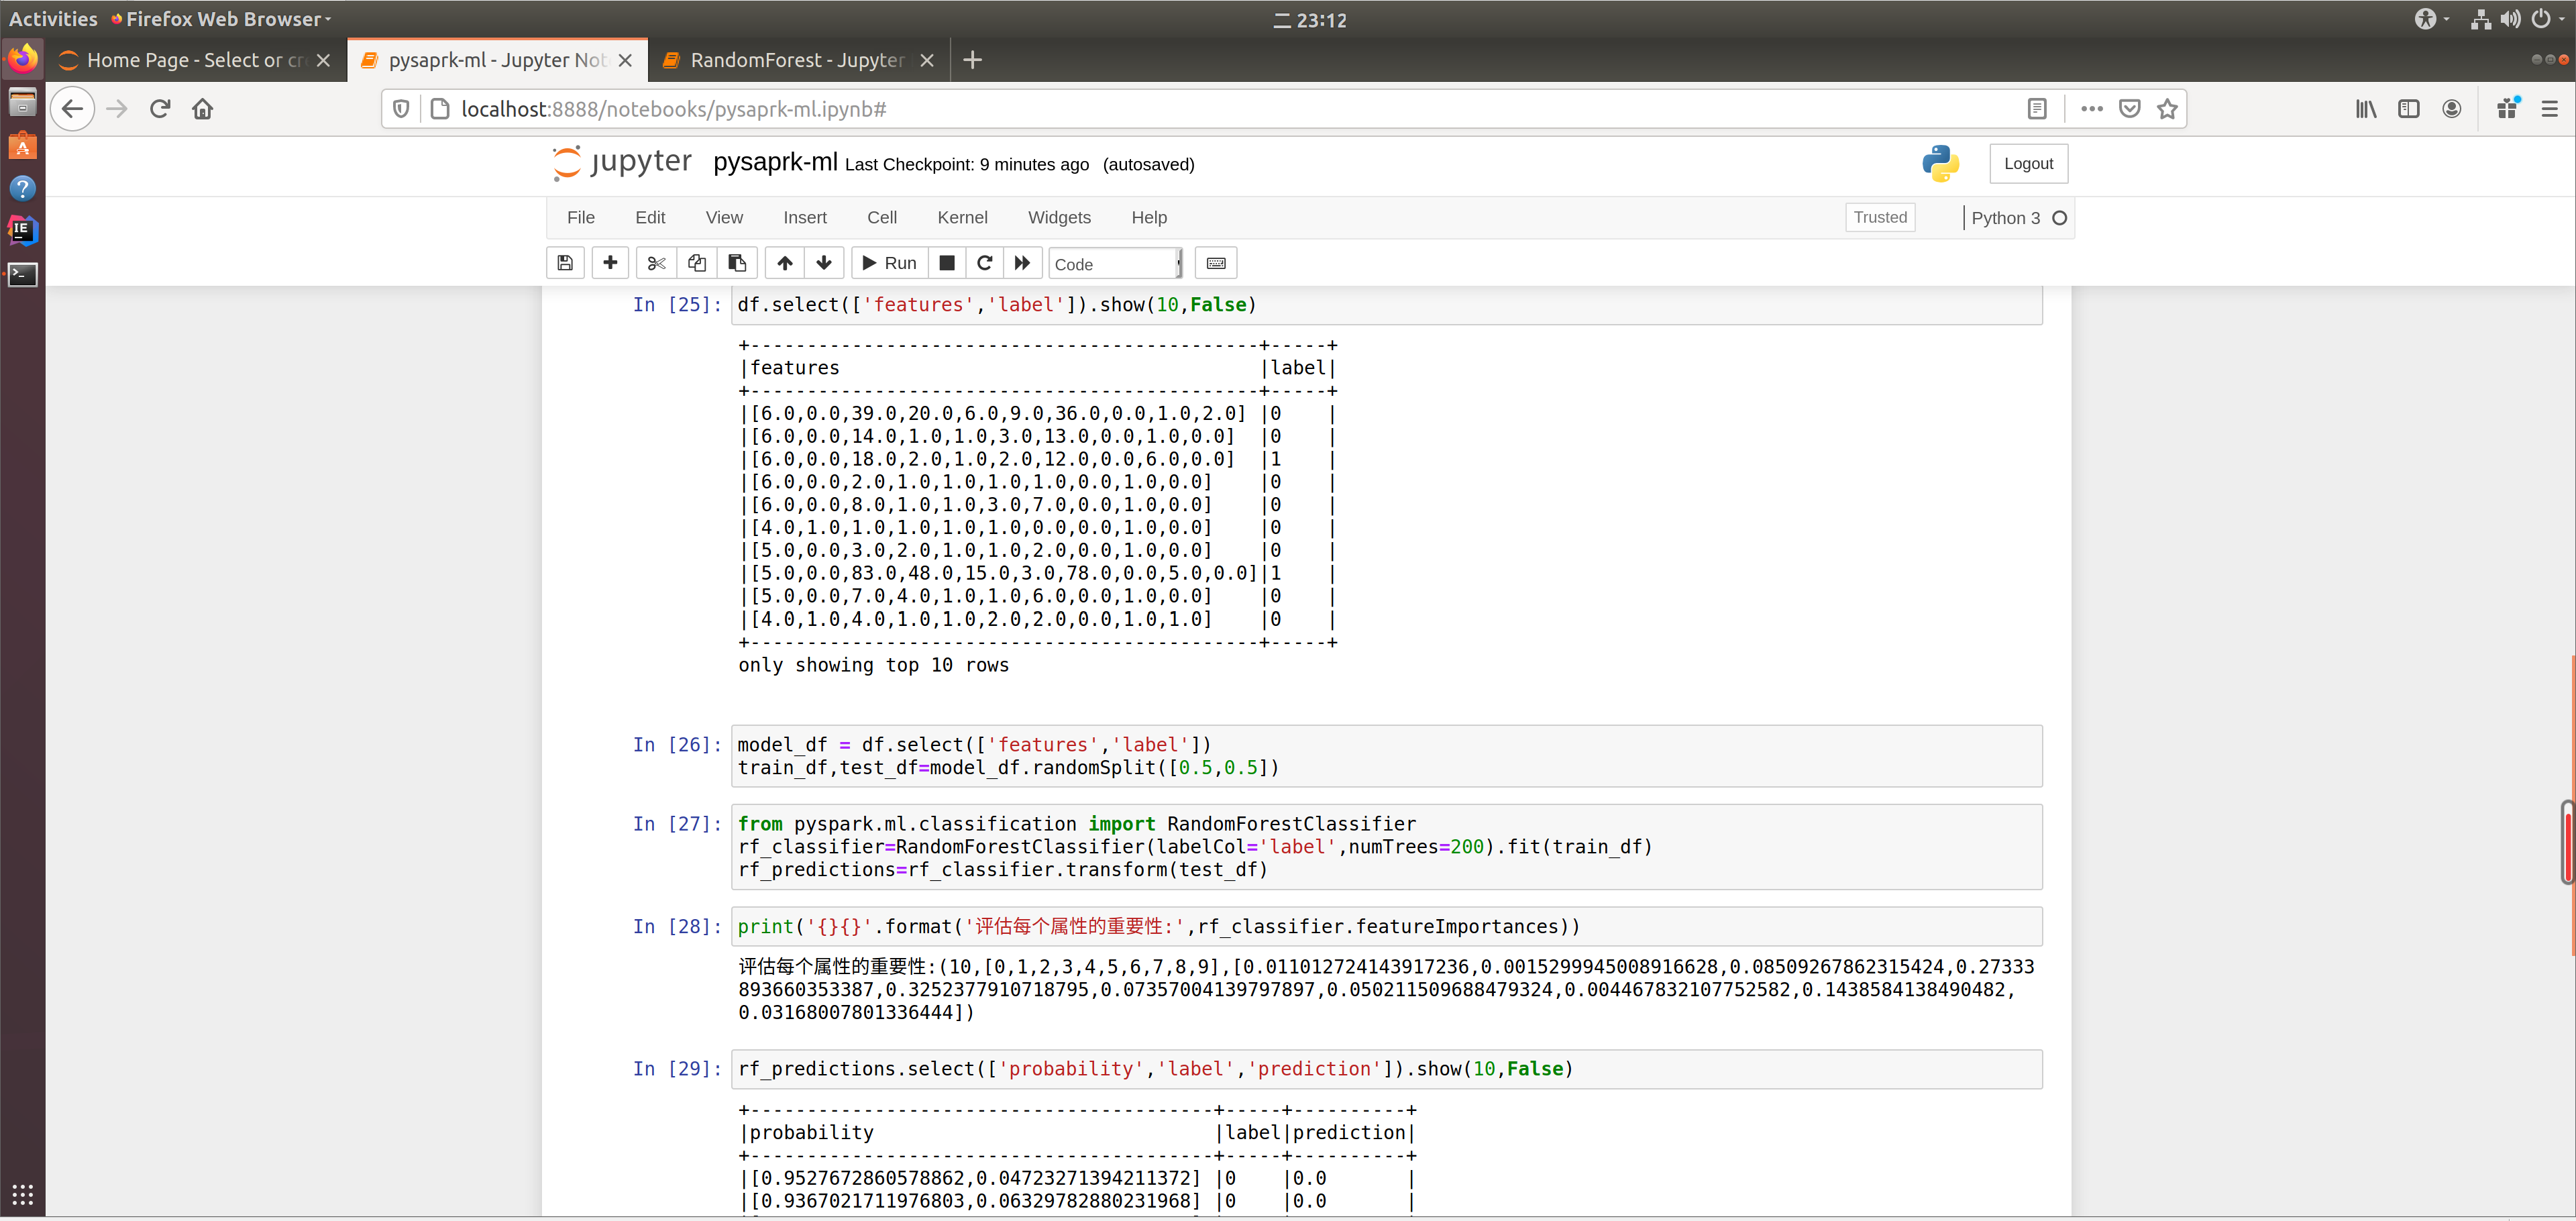 Activities Firefox Web Browser
二 23:12
Home Page - Select or cr
pysaprk-ml - Jupyter Not
RandomForest - Jupyter
localhost:8888/notebooks/pysaprk-ml.ipynb#
jupyter pysaprk-ml Last Checkpoint: 9 minutes ago (autosaved)
Logout
File Edit View Insert Cell Kernel Widgets Help
Trusted
Python 3
Run
Code
In [25]: df.select(['features','label']).show(10,False)
+---------------------------------------------+-----+
|features                                     |label|
+---------------------------------------------+-----+
|[6.0,0.0,39.0,20.0,6.0,9.0,36.0,0.0,1.0,2.0] |0    |
|[6.0,0.0,14.0,1.0,1.0,3.0,13.0,0.0,1.0,0.0]  |0    |
|[6.0,0.0,18.0,2.0,1.0,2.0,12.0,0.0,6.0,0.0]  |1    |
|[6.0,0.0,2.0,1.0,1.0,1.0,1.0,0.0,1.0,0.0]    |0    |
|[6.0,0.0,8.0,1.0,1.0,3.0,7.0,0.0,1.0,0.0]    |0    |
|[4.0,1.0,1.0,1.0,1.0,1.0,0.0,0.0,1.0,0.0]    |0    |
|[5.0,0.0,3.0,2.0,1.0,1.0,2.0,0.0,1.0,0.0]    |0    |
|[5.0,0.0,83.0,48.0,15.0,3.0,78.0,0.0,5.0,0.0]|1    |
|[5.0,0.0,7.0,4.0,1.0,1.0,6.0,0.0,1.0,0.0]    |0    |
|[4.0,1.0,4.0,1.0,1.0,2.0,2.0,0.0,1.0,1.0]    |0    |
+---------------------------------------------+-----+
only showing top 10 rows
In [26]: model_df = df.select(['features','label'])
train_df,test_df=model_df.randomSplit([0.5,0.5])
In [27]: from pyspark.ml.classification import RandomForestClassifier
rf_classifier=RandomForestClassifier(labelCol='label',numTrees=200).fit(train_df)
rf_predictions=rf_classifier.transform(test_df)
In [28]: print('{}{}'.format('评估每个属性的重要性:',rf_classifier.featureImportances))
评估每个属性的重要性:(10,[0,1,2,3,4,5,6,7,8,9],[0.011012724143917236,0.0015299945008916628,0.08509267862315424,0.27333
893660353387,0.3252377910718795,0.07357004139797897,0.050211509688479324,0.004467832107752582,0.1438584138490482,
0.03168007801336444])
In [29]: rf_predictions.select(['probability','label','prediction']).show(10,False)
+-----------------------------------------+-----+----------+
|probability                              |label|prediction|
+-----------------------------------------+-----+----------+
|[0.9527672860578862,0.04723271394211372] |0    |0.0       |
|[0.9367021711976803,0.06329782880231968] |0    |0.0       |